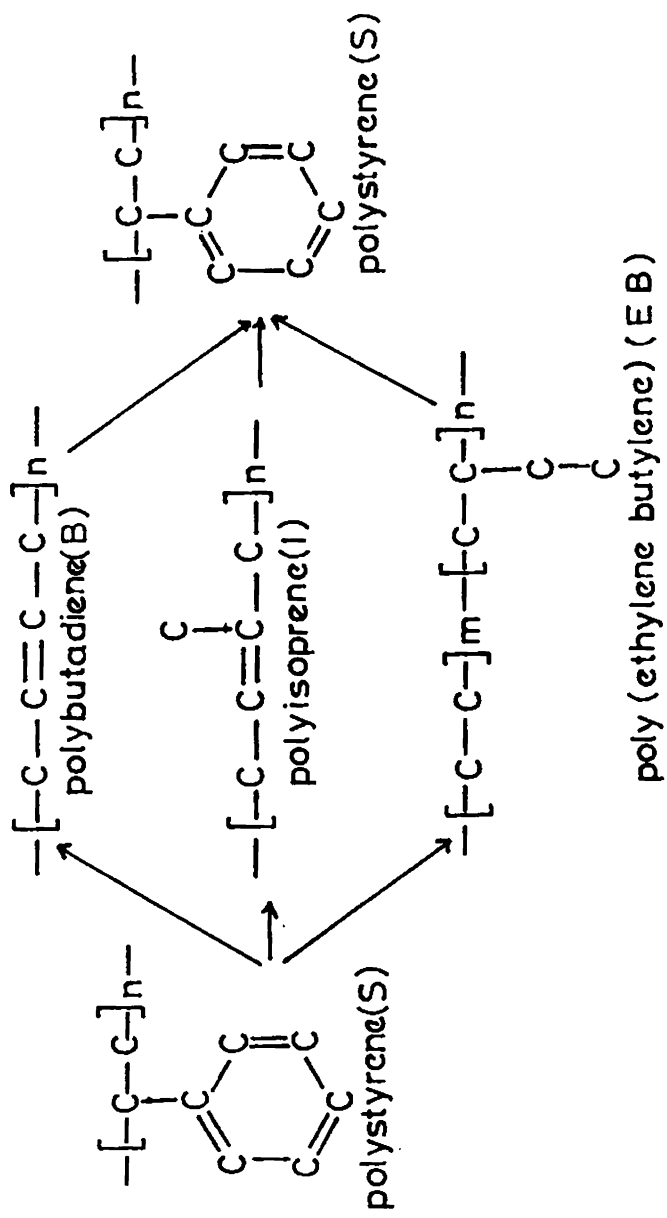 —[C—C]n—
C
C C
C C
C
polystyrene(S)
—[C—C=C—C]n—
polybutadiene(B)
C
—[C—C=C—C]n—
polyisoprene(I)
—[C—C]m—[C—C]n—
C
C
poly (ethylene butylene) (EB)
—[C—C]n—
C
C C
C C
C
polystyrene(S)